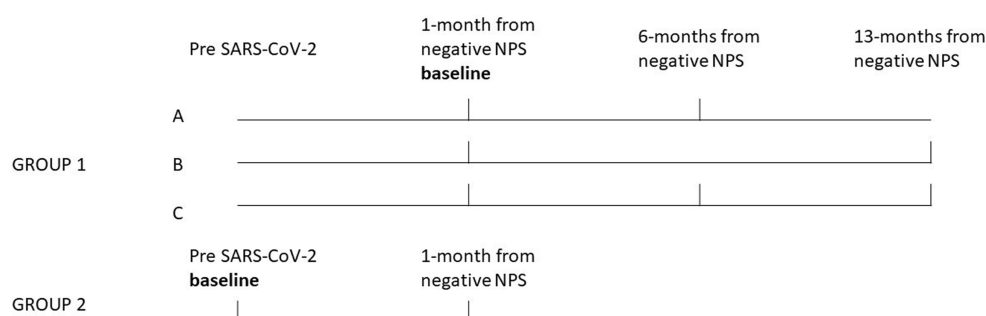 Pre SARS-CoV-2
1-month from
negative NPS
baseline
6-months from
negative NPS
13-months from
negative NPS
A
GROUP 1
B
C
Pre SARS-CoV-2
baseline
1-month from
negative NPS
GROUP 2